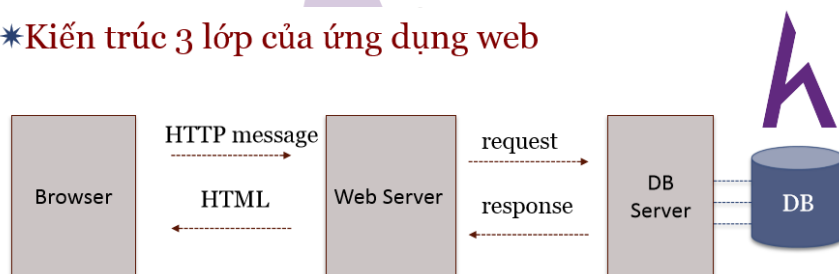 ✴Kiến trúc 3 lớp của ứng dụng web
HTTP message
request
Browser
HTML
Web Server
response
DB
Server
DB